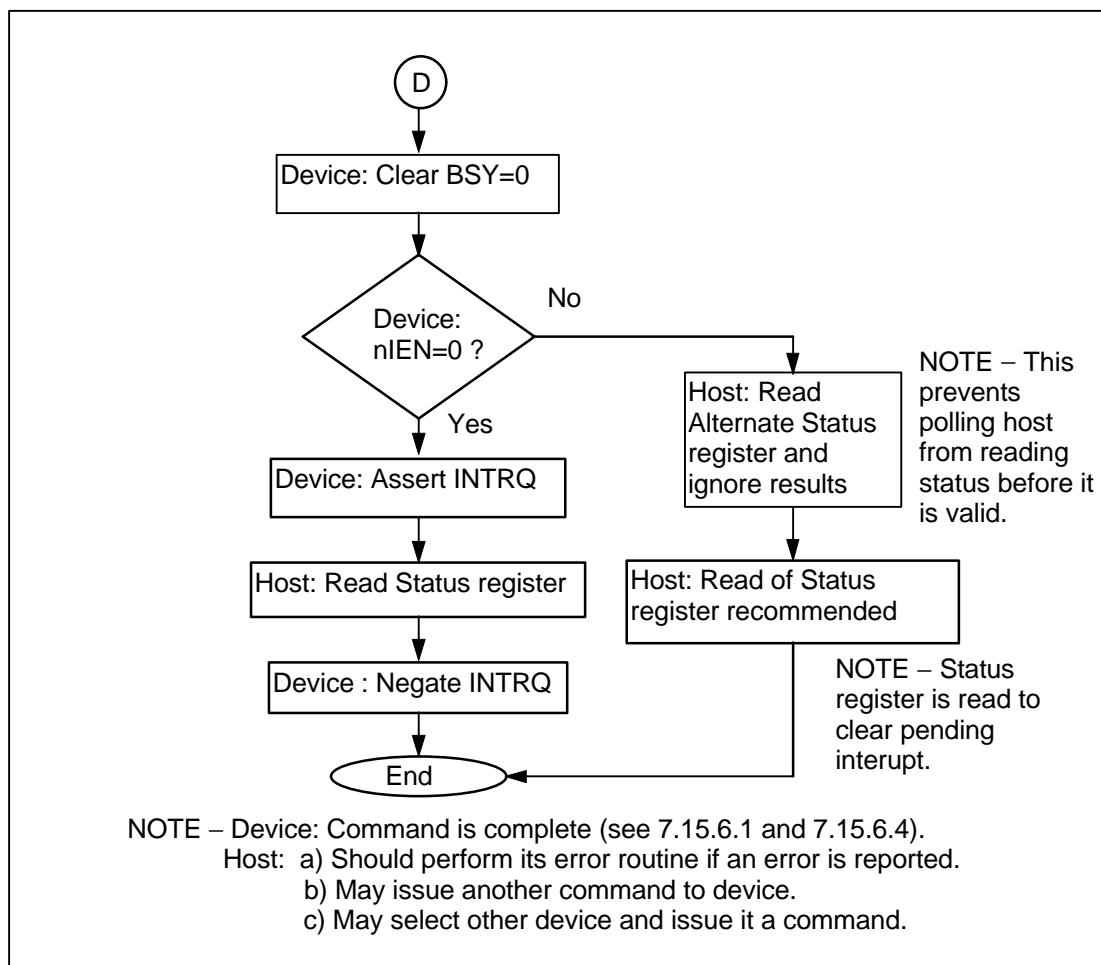 D
Device: Clear BSY=0
Device:
nIEN=0 ?
No
Yes
Device: Assert INTRQ
Host: Read Status register
Device : Negate INTRQ
End
Host: Read
Alternate Status
register and
ignore results
NOTE – This
prevents
polling host
from reading
status before it
is valid.
Host: Read of Status
register recommended
NOTE – Status
register is read to
clear pending
interupt.
NOTE – Device: Command is complete (see 7.15.6.1 and 7.15.6.4).
Host: a) Should perform its error routine if an error is reported.
b) May issue another command to device.
c) May select other device and issue it a command.